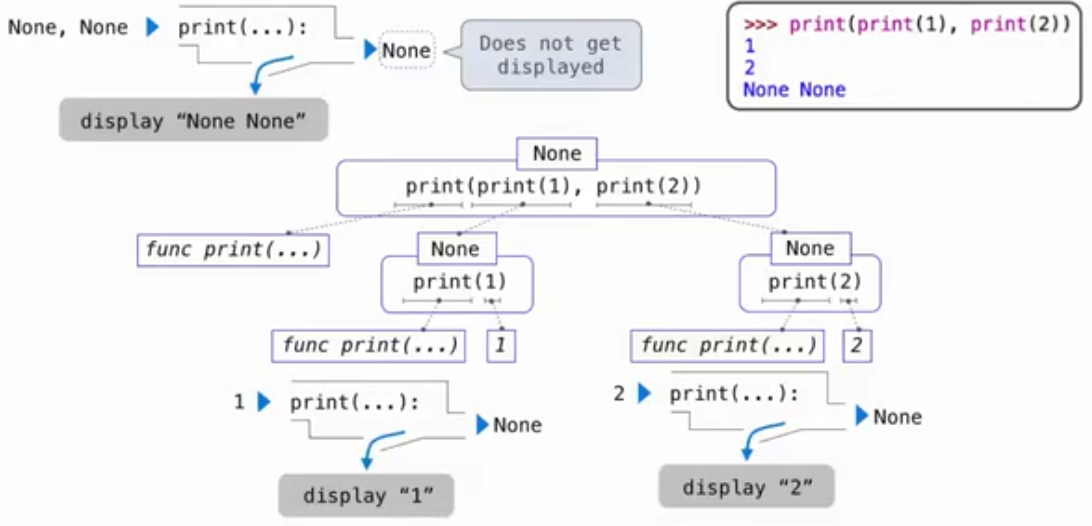 None, None print(...):
None
Does not get
displayed
display “None None”
>>> print(print(1), print(2))
1
2
None None
None
print(print(1), print(2))
func print(...)
None
print(1)
func print(...)
1
None
print(2)
func print(...)
2
1 print(...):
None
display “1”
2 print(...):
None
display “2”